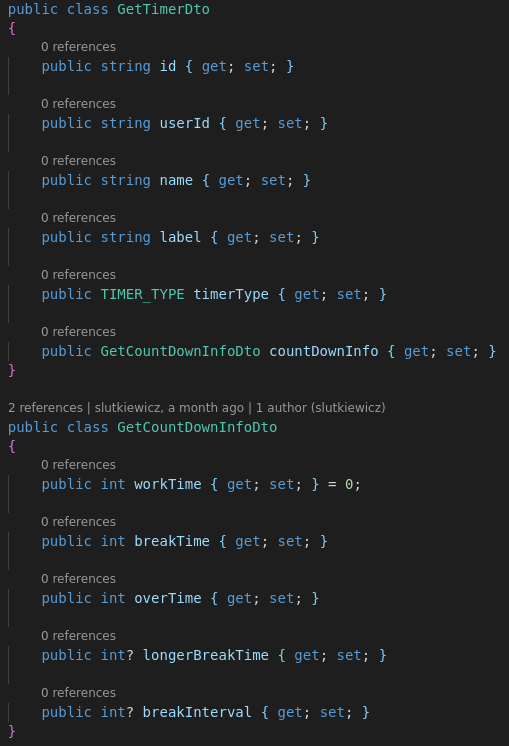 public class GetTimerDto
{
0 references
public string id { get; set; }
0 references
public string userId { get; set; }
0 references
public string name { get; set; }
0 references
public string label { get; set; }
0 references
public TIMER_TYPE timerType { get; set; }
0 references
public GetCountDownInfoDto countDownInfo { get; set; }
}
2 references | slutkiewicz, a month ago | 1 author (slutkiewicz)
public class GetCountDownInfoDto
{
0 references
public int workTime { get; set; } = 0;
0 references
public int breakTime { get; set; }
0 references
public int overTime { get; set; }
0 references
public int? longerBreakTime { get; set; }
0 references
public int? breakInterval { get; set; }
}